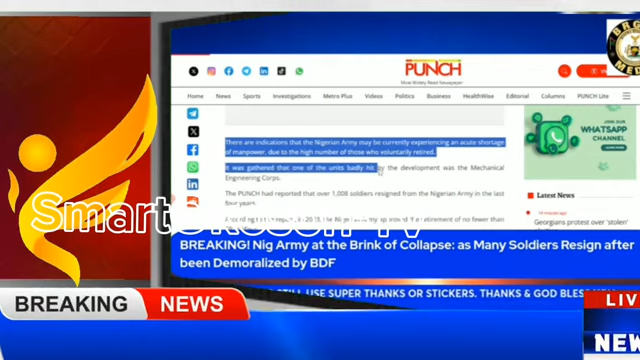 BRG
MED
PUNCH
Most Widely Read Newspaper
Home News Sports Investigations Metro Plus Videos Politics Business HealthWise Editorial Columns PUNCH Lite
There are indications that the Nigerian Army may be currently experiencing an acute shortage
of manpower, due to the high number of those who voluntarily retired.
It was gathered that one of the units badly hit by the development was the Mechanical
Engineering Corps.
The PUNCH had reported that over 1,008 soldiers resigned from the Nigerian Army in the last
few years.
JOIN OUR
WHATSAPP
CHANNEL
Latest News
Georgians protest over 'stolen'
Smart
TV
BREAKING! Nig Army at the Brink of Collapse: as Many Soldiers Resign after
been Demoralized by BDF
STILL USE SUPER THANKS OR STICKERS. THANKS & GOD BLESS
BREAKING NEWS
LIV
NEW